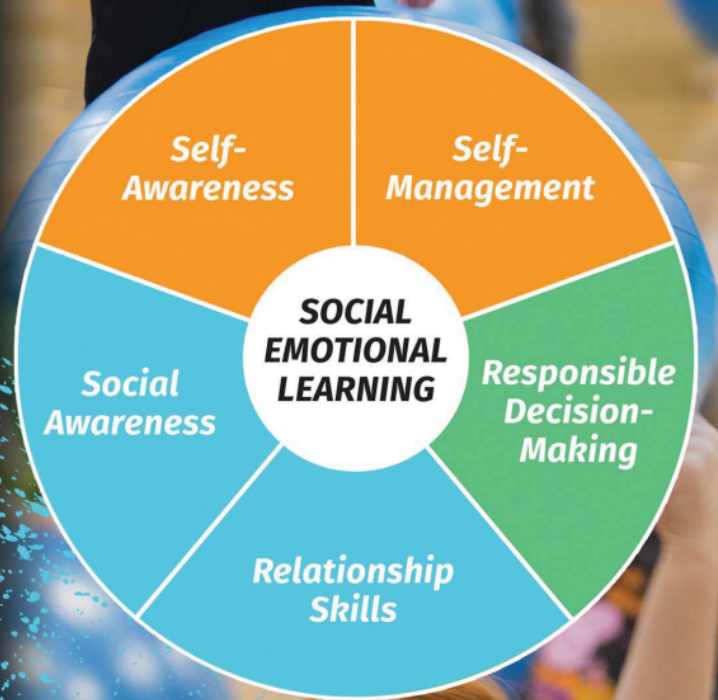 Self-
Awareness
Self-
Management
SOCIAL
EMOTIONAL
LEARNING
Social
Awareness
Responsible
Decision-
Making
Relationship
Skills